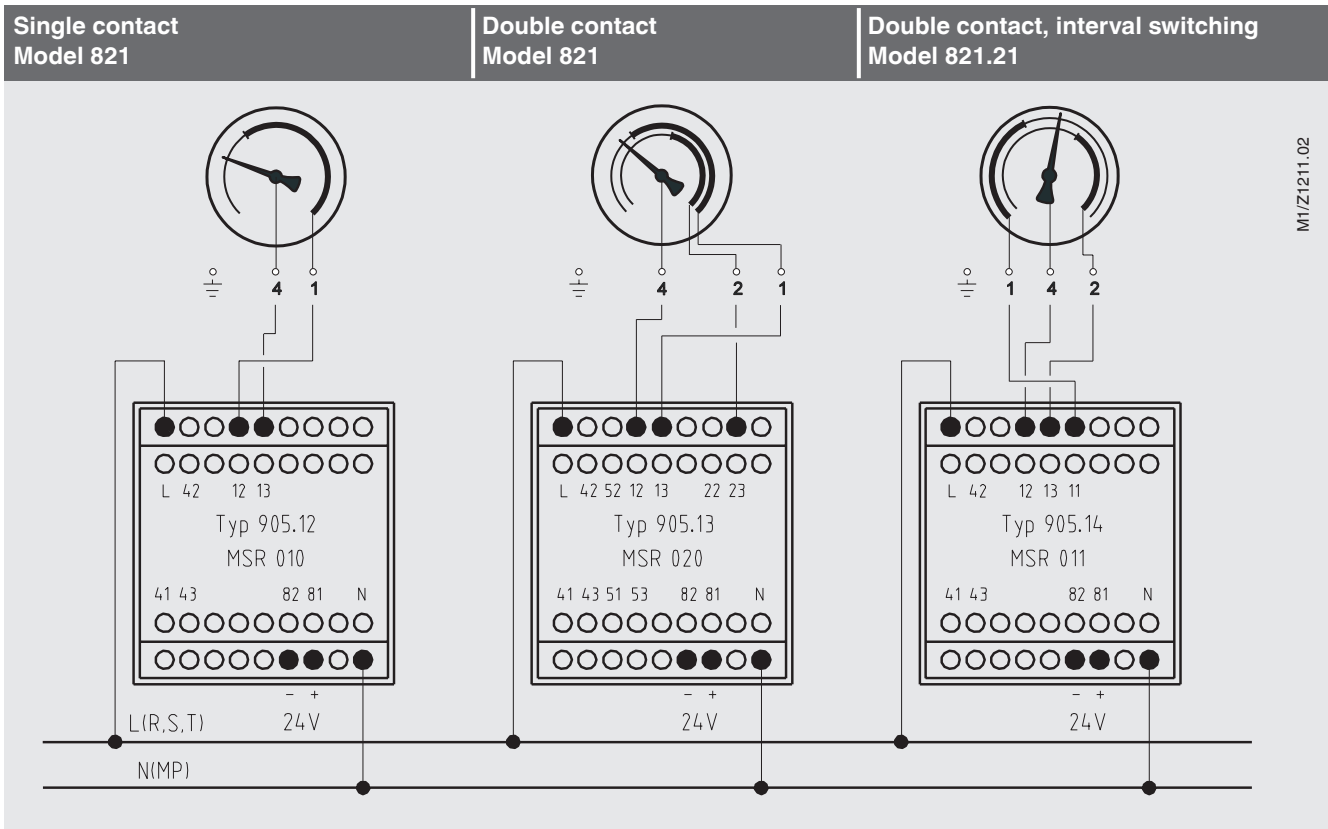 Single contact
Model 821
Double contact
Model 821
Double contact, interval switching
Model 821.21
M1/Z1211.02
4 1
4 2 1
1 4 2
L 42 12 13
Typ 905.12
MSR 010
41 43 82 81 N
- +
24V
L 42 52 12 13 22 23
Typ 905.13
MSR 020
41 43 51 53 82 81 N
- +
24V
L 42 12 13 11
Typ 905.14
MSR 011
41 43 82 81 N
- +
24V
L(R,S,T)
N(MP)